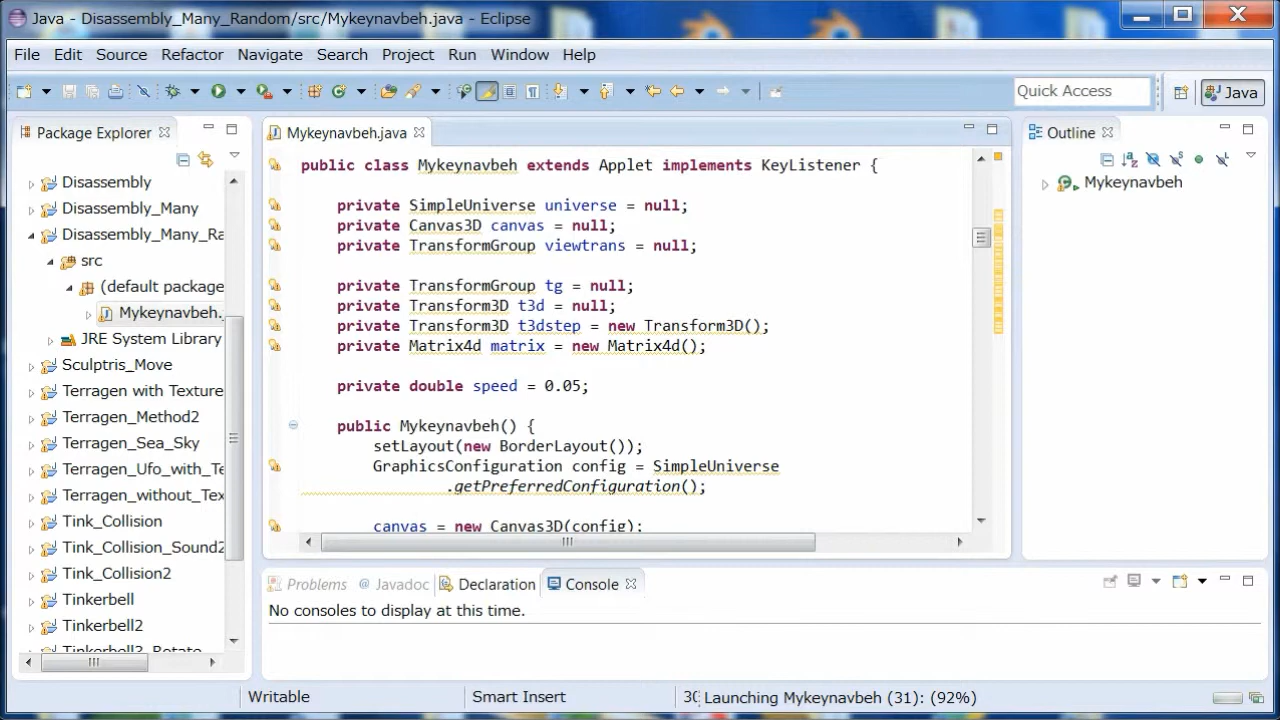 Java - Disassembly_Many_Random/src/Mykeynavbeh.java - Eclipse
File Edit Source Refactor Navigate Search Project Run Window Help
Quick Access
Java
Package Explorer
Disassembly
Disassembly_Many
Disassembly_Many_Ra
src
(default package
Mykeynavbeh.
JRE System Library
Sculptris_Move
Terragen with Texture
Terragen_Method2
Terragen_Sea_Sky
Terragen_Ufo_with_Te
Terragen_without_Tex
Tink_Collision
Tink_Collision_Sound2
Tink_Collision2
Tinkerbell
Tinkerbell2
Tinkerbell3_Rotate
Mykeynavbeh.java
public class Mykeynavbeh extends Applet implements KeyListener {
private SimpleUniverse universe = null;
private Canvas3D canvas = null;
private TransformGroup viewtrans = null;
private TransformGroup tg = null;
private Transform3D t3d = null;
private Transform3D t3dstep = new Transform3D();
private Matrix4d matrix = new Matrix4d();
private double speed = 0.05;
public Mykeynavbeh() {
setLayout(new BorderLayout());
GraphicsConfiguration config = SimpleUniverse
.getPreferredConfiguration();
canvas = new Canvas3D(config);
Outline
Mykeynavbeh
Problems @ Javadoc Declaration Console
No consoles to display at this time.
Writable Smart Insert 30 Launching Mykeynavbeh (31): (92%)